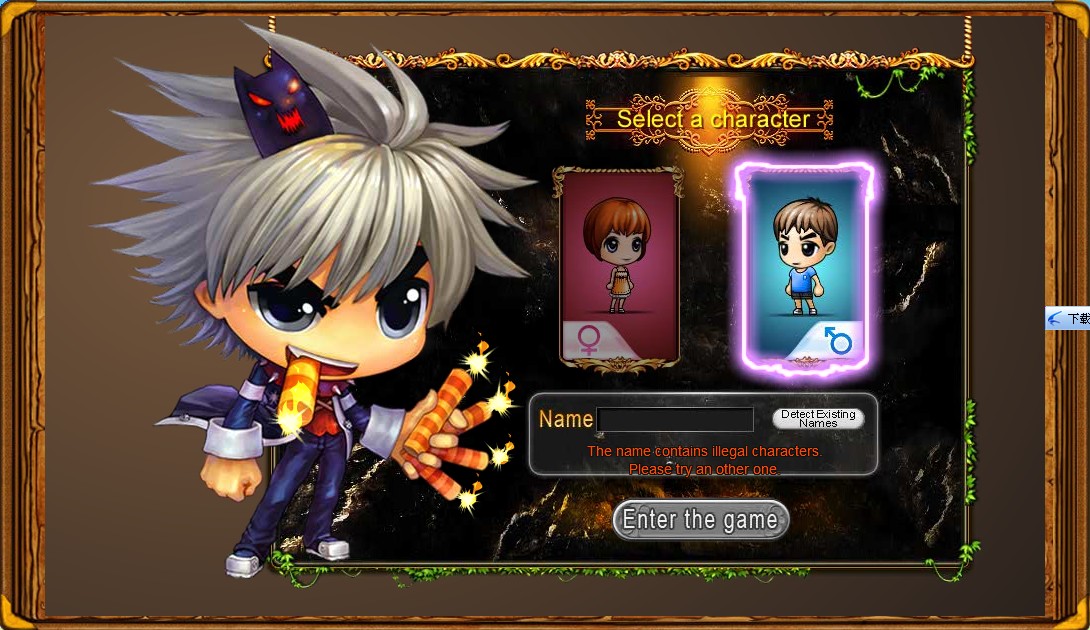 Select a character
Name
Detect Existing
Names
The name contains illegal characters.
Please try an other one
Enter the game
下载